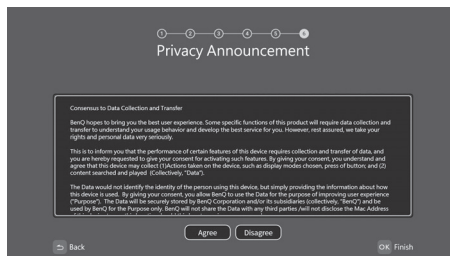 1 2 3 4 5 6
Privacy Announcement
Consensus to Data Collection and Transfer
BenQ hopes to bring you the best user experience. Some specific functions of this product will require data collection and
transfer to understand your usage behavior and develop the best service for you. However, rest assured, we take your
rights and personal data very seriously.
This is to inform you that the performance of certain features of this device requires collection and transfer of data, and
you are hereby requested to give your consent for activating such features. By giving your consent, you understand and
agree that this device may collect (1)Actions taken on the device, such as display modes chosen, press of button; and (2)
content searched and played (Collectively, "Data").
The Data would not identify the identity of the person using this device, but simply providing the information about how
this device is used. By giving your consent, you allow BenQ to use the Data for the purpose of improving user experience
("Purpose"). The Data will be securely stored by BenQ Corporation and/or its subsidiaries (collectively, "BenQ") and be
used by BenQ for the Purpose only. BenQ will not share the Data with any third parties /will not disclose the Mac Address
Agree Disagree
Back OK Finish